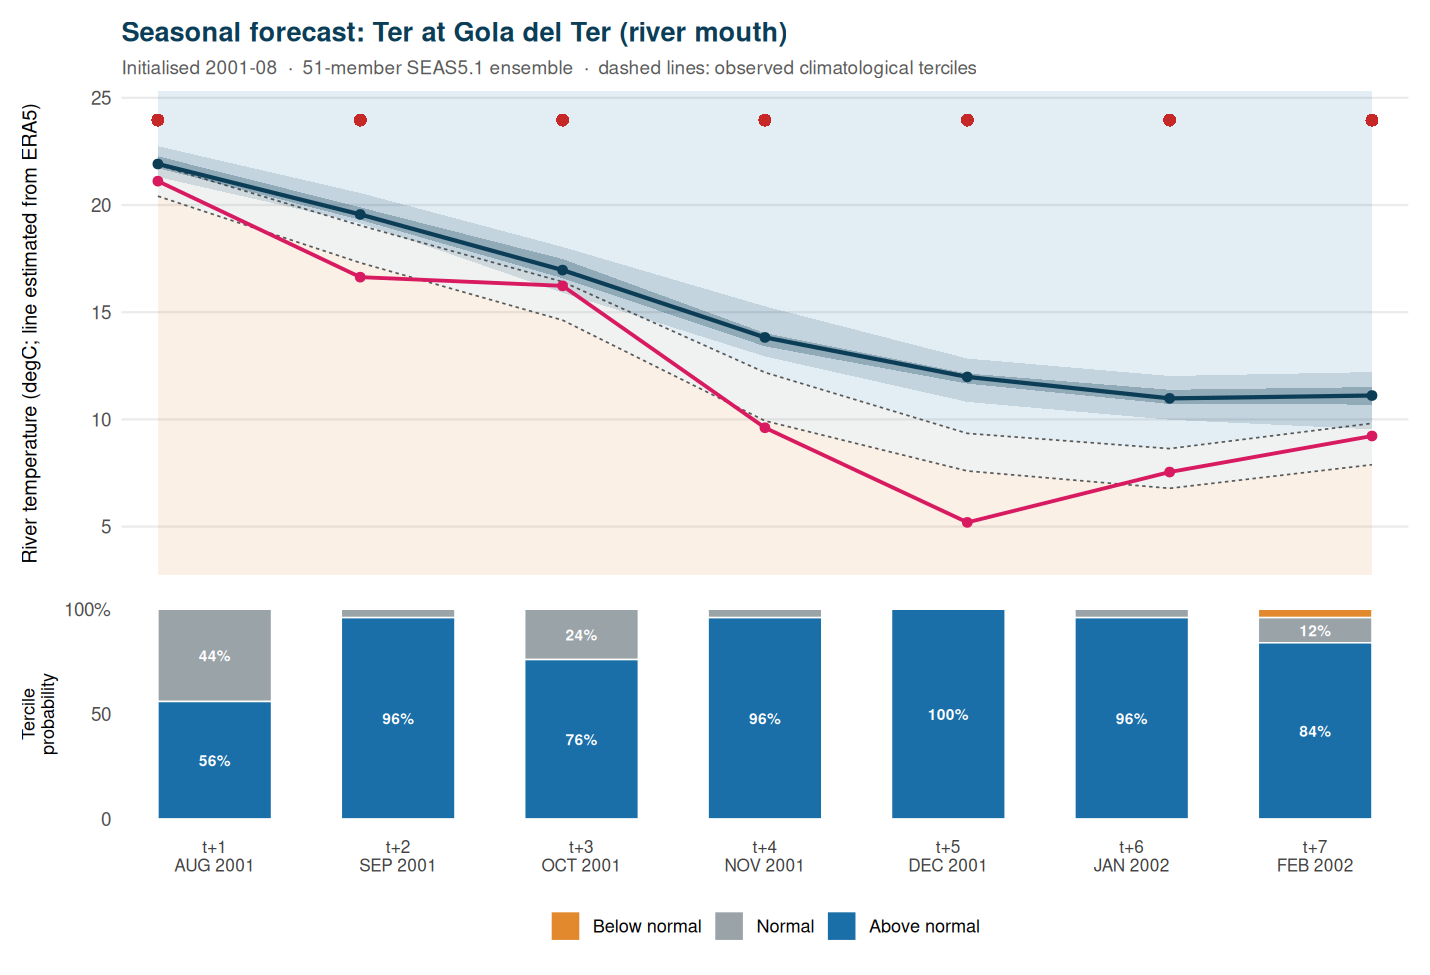 Seasonal forecast: Ter at Gola del Ter (river mouth)
Initialised 2001-08 · 51-member SEAS5.1 ensemble · dashed lines: observed climatological terciles
River temperature (degC; line estimated from ERA5)
25
20
15
10
5
Tercile
probability
100%
50
0
44%
56%
96%
24%
76%
96%
100%
96%
12%
84%
t+1
AUG 2001
t+2
SEP 2001
t+3
OCT 2001
t+4
NOV 2001
t+5
DEC 2001
t+6
JAN 2002
t+7
FEB 2002
Below normal
Normal
Above normal